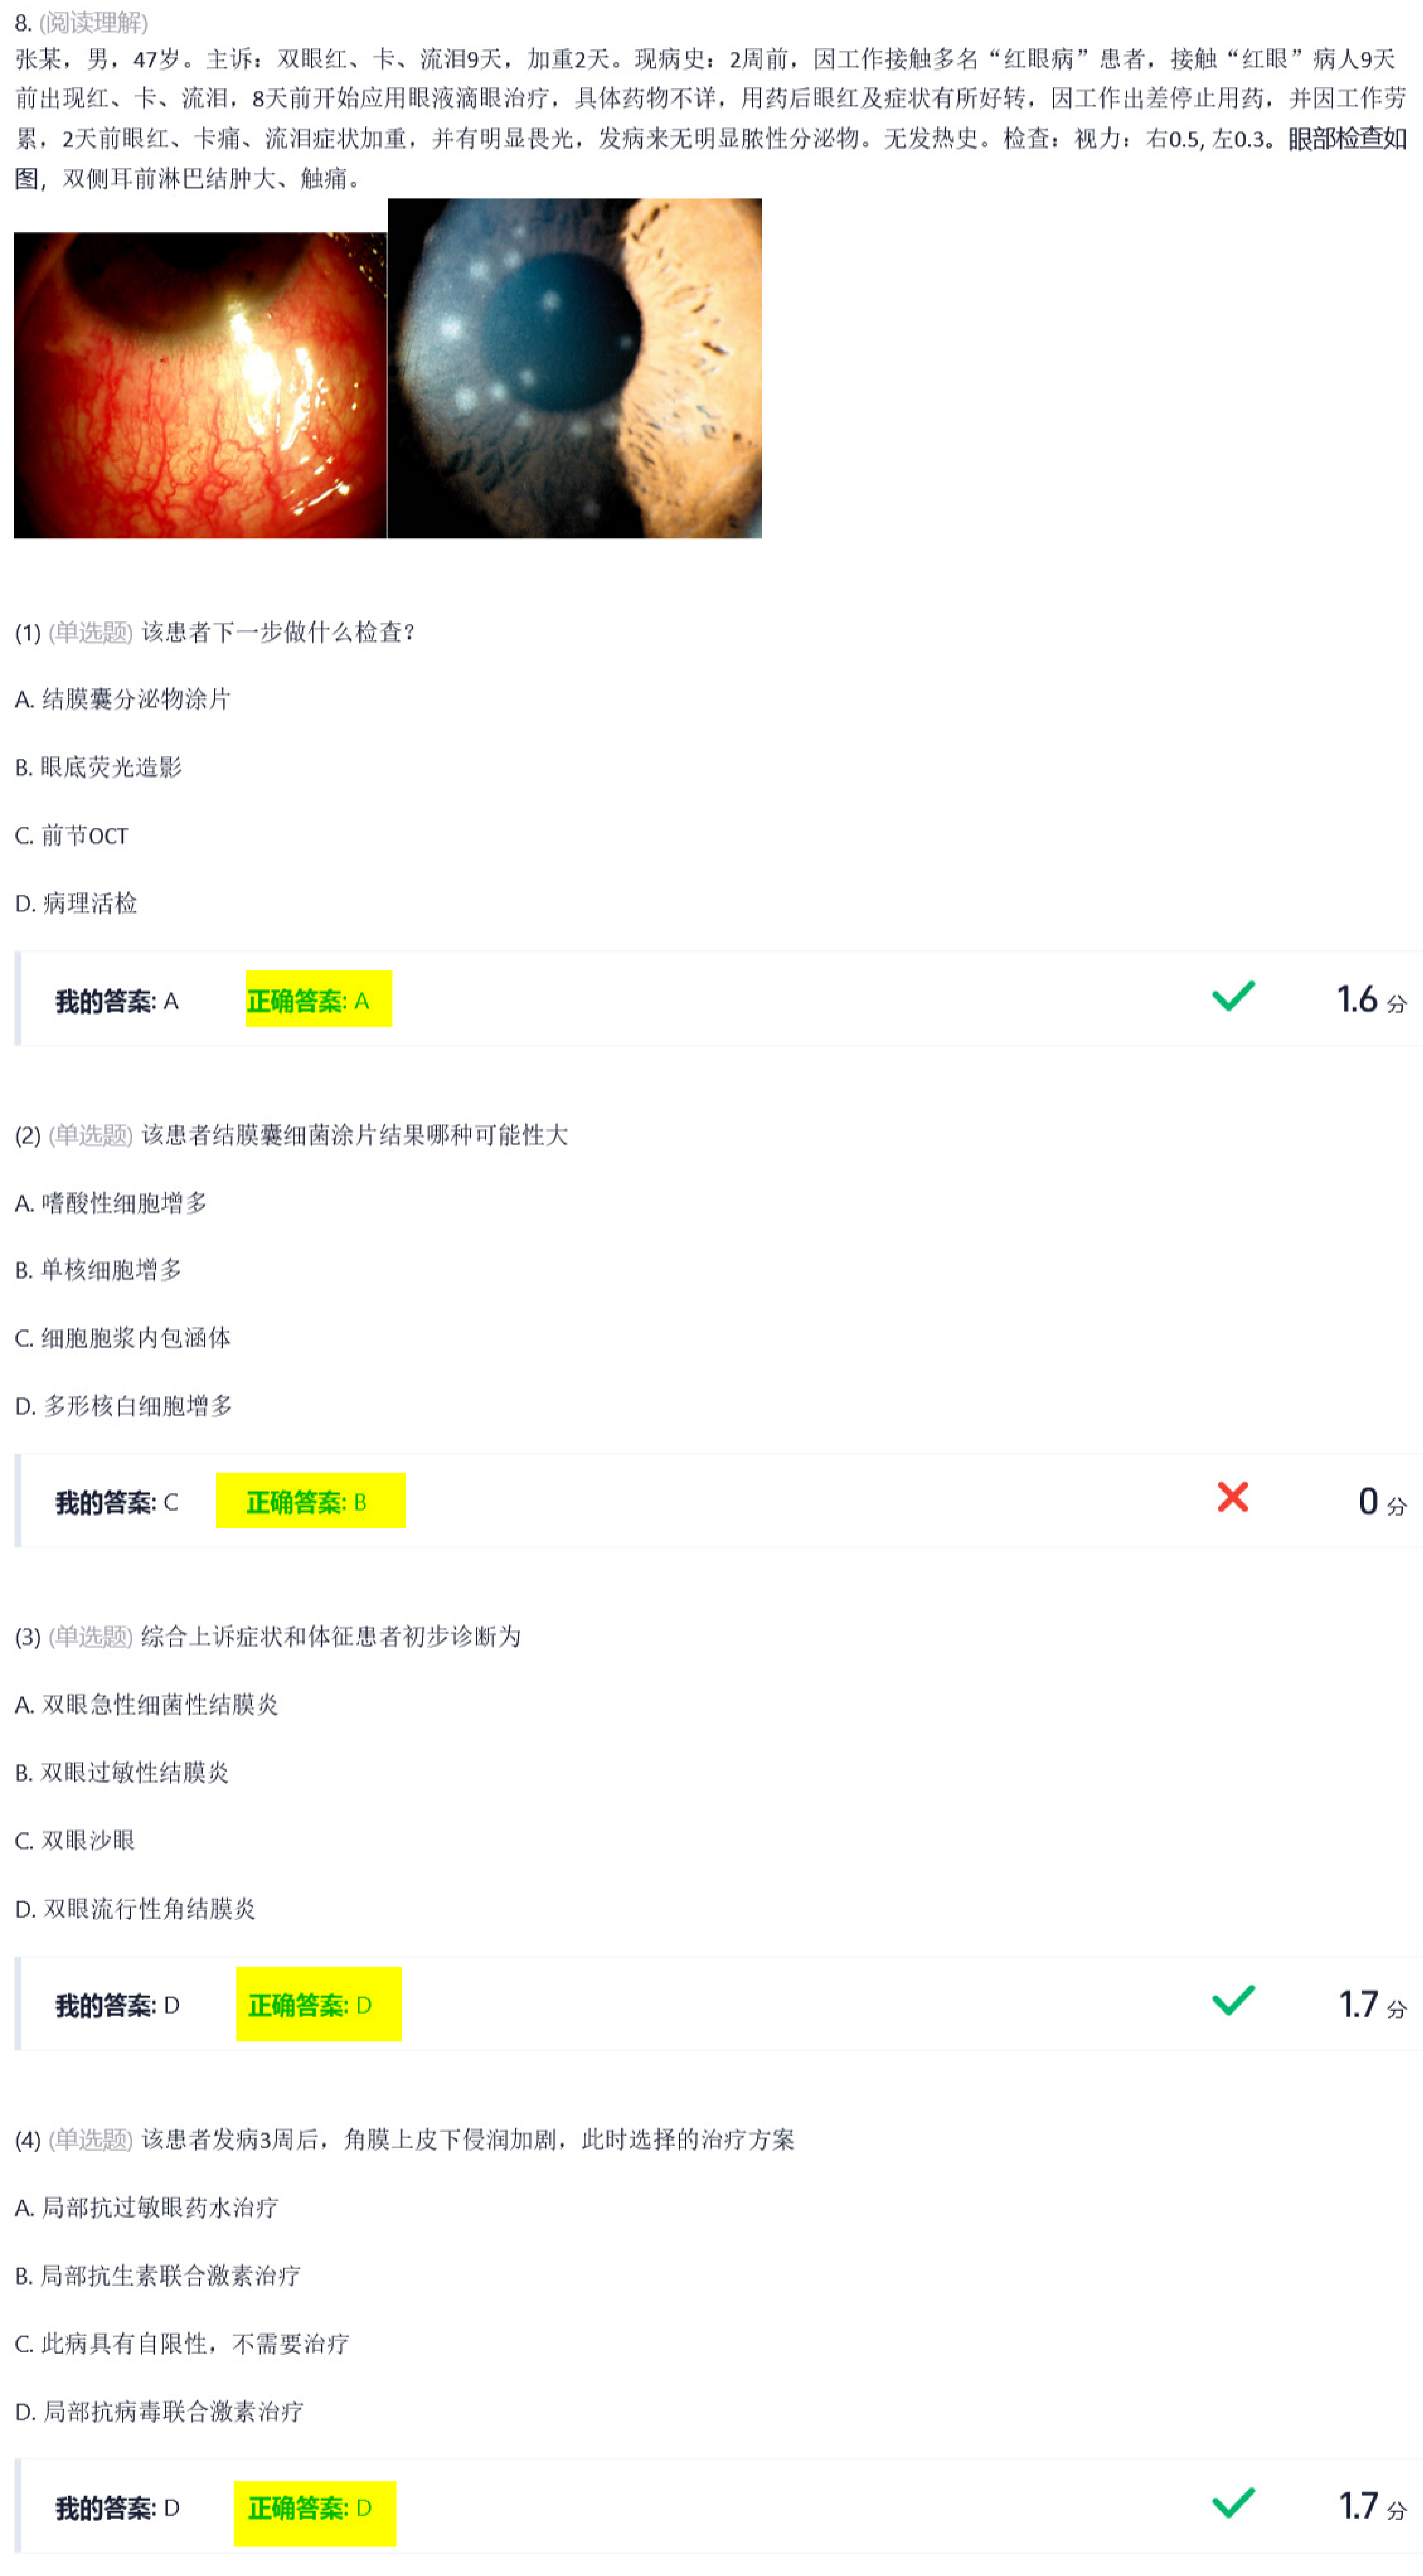 8. (阅读理解)
张某，男，47岁。主诉：双眼红、卡、流泪9天，加重2天。现病史：2周前，因工作接触多名“红眼病”患者，接触“红眼”病人9天
前出现红、卡、流泪，8天前开始应用眼液滴眼治疗，具体药物不详，用药后眼红及症状有所好转，因工作出差停止用药，并因工作劳
累，2天前眼红、卡痛、流泪症状加重，并有明显畏光，发病来无明显脓性分泌物。无发热史。检查：视力：右0.5, 左0.3。眼部检查如
图，双侧耳前淋巴结肿大、触痛。
(1) (单选题) 该患者下一步做什么检查？
A. 结膜囊分泌物涂片
B. 眼底荧光造影
C. 前节OCT
D. 病理活检
我的答案: A 正确答案: A 1.6 分
(2) (单选题) 该患者结膜囊细菌涂片结果哪种可能性大
A. 嗜酸性细胞增多
B. 单核细胞增多
C. 细胞胞浆内包涵体
D. 多形核白细胞增多
我的答案: C 正确答案: B 0 分
(3) (单选题) 综合上诉症状和体征患者初步诊断为
A. 双眼急性细菌性结膜炎
B. 双眼过敏性结膜炎
C. 双眼沙眼
D. 双眼流行性角结膜炎
我的答案: D 正确答案: D 1.7 分
(4) (单选题) 该患者发病3周后，角膜上皮下侵润加剧，此时选择的治疗方案
A. 局部抗过敏眼药水治疗
B. 局部抗生素联合激素治疗
C. 此病具有自限性，不需要治疗
D. 局部抗病毒联合激素治疗
我的答案: D 正确答案: D 1.7 分